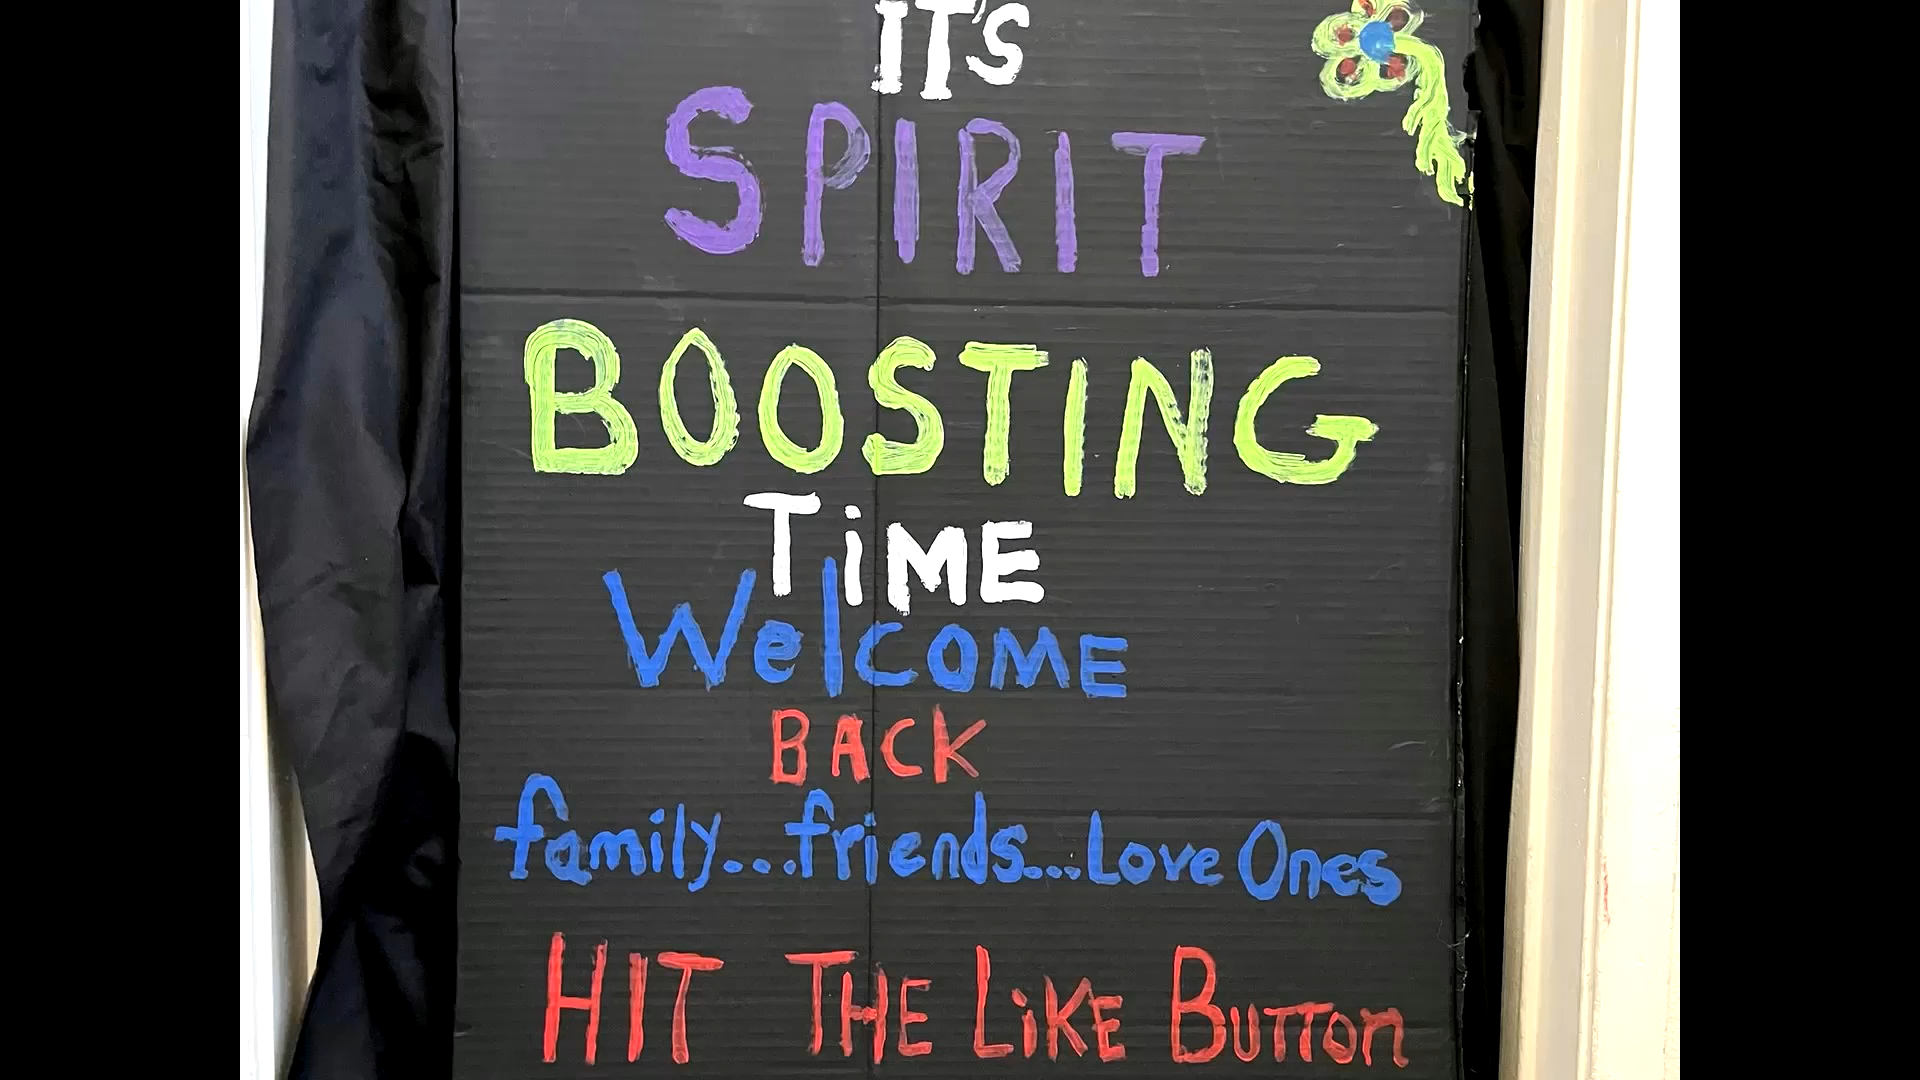 IT'S
SPIRIT
BOOSTING
TiME
WelCOME
BACK
family...friends...Love Ones
HIT THE LiKE BuTTon